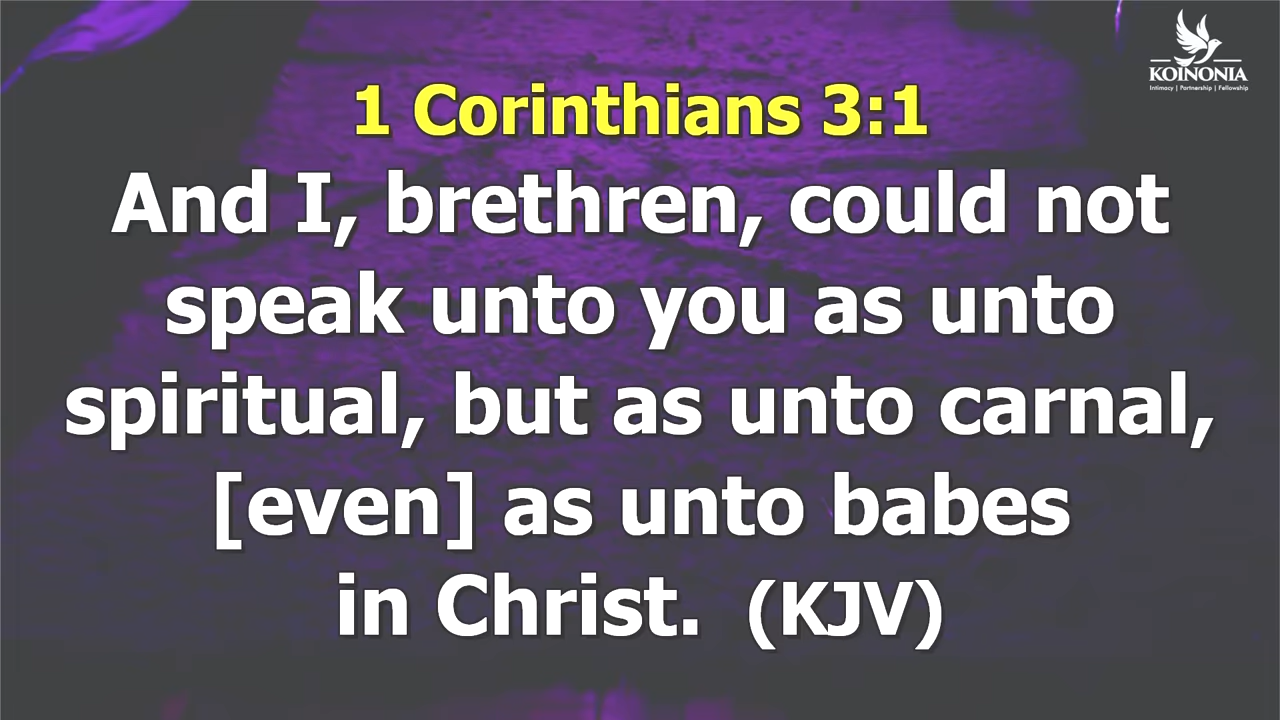 KOINONIA
Intimacy | Partnership | Fellowship
1 Corinthians 3:1
And I, brethren, could not
speak unto you as unto
spiritual, but as unto carnal,
[even] as unto babes
in Christ. (KJV)